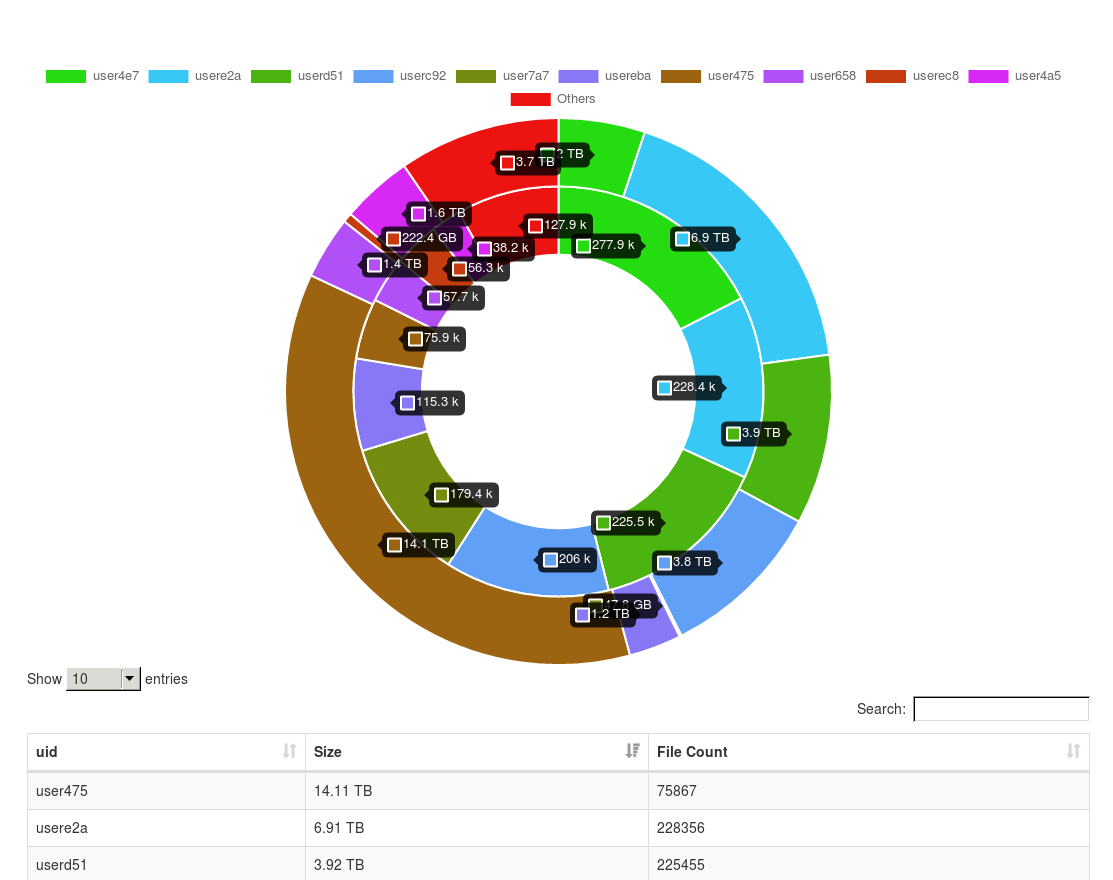 user4e7 usere2a userd51 userc92 user7a7 usereba user475 user658 userec8 user4a5
Others
3.7 TB 2 TB
1.6 TB 127.9 k
222.4 GB 38.2 k 277.9 k 6.9 TB
1.4 TB 56.3 k
57.7 k
75.9 k
228.4 k
115.3 k
3.9 TB
179.4 k
225.5 k
14.1 TB
206 k 3.8 TB
GB
1.2 TB
Show 10 entries
Search:
uid Size File Count
user475 14.11 TB 75867
usere2a 6.91 TB 228356
userd51 3.92 TB 225455